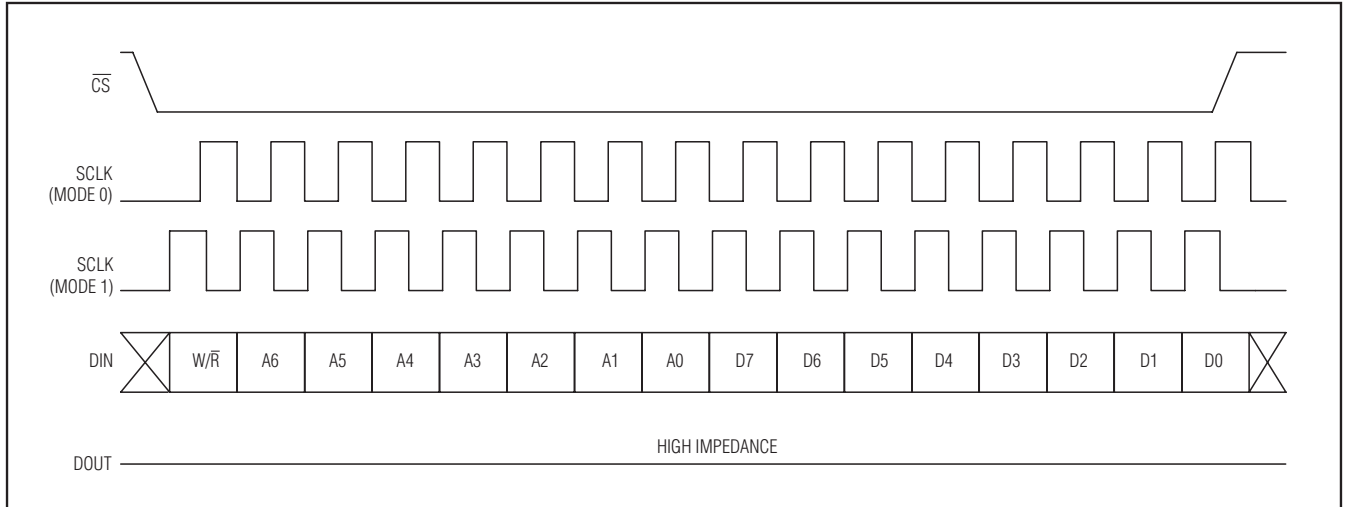 C̅S̅
SCLK
(MODE 0)
SCLK
(MODE 1)
DIN W/R̅ A6 A5 A4 A3 A2 A1 A0 D7 D6 D5 D4 D3 D2 D1 D0
HIGH IMPEDANCE
DOUT